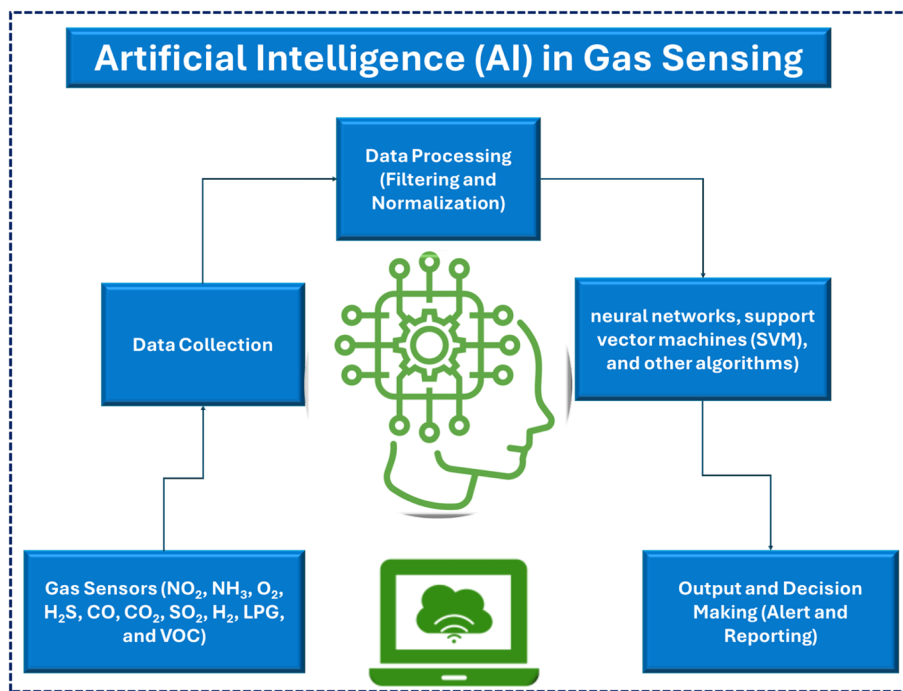 Artificial Intelligence (AI) in Gas Sensing
Data Processing
(Filtering and
Normalization)
Data Collection
neural networks, support
vector machines (SVM),
and other algorithms)
Gas Sensors (NO₂, NH₃, O₂,
H₂S, CO, CO₂, SO₂, H₂, LPG,
and VOC)
Output and Decision
Making (Alert and
Reporting)